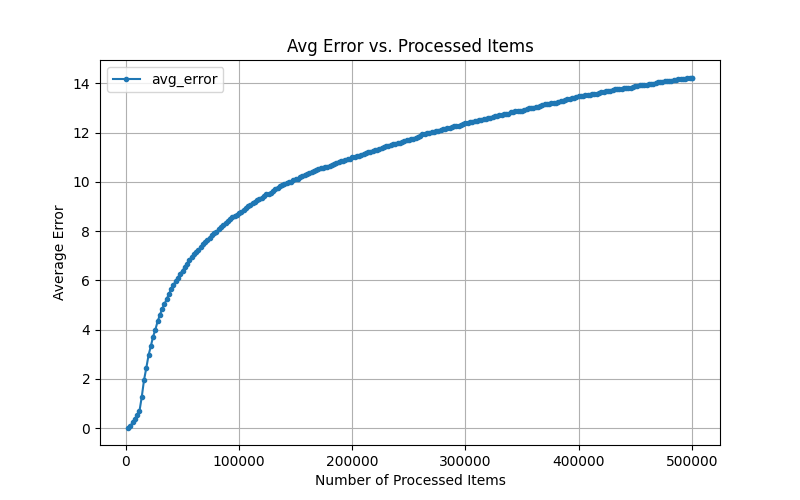 Avg Error vs. Processed Items
avg_error
14
12
10
8
6
4
2
0
Average Error
0 100000 200000 300000 400000 500000
Number of Processed Items